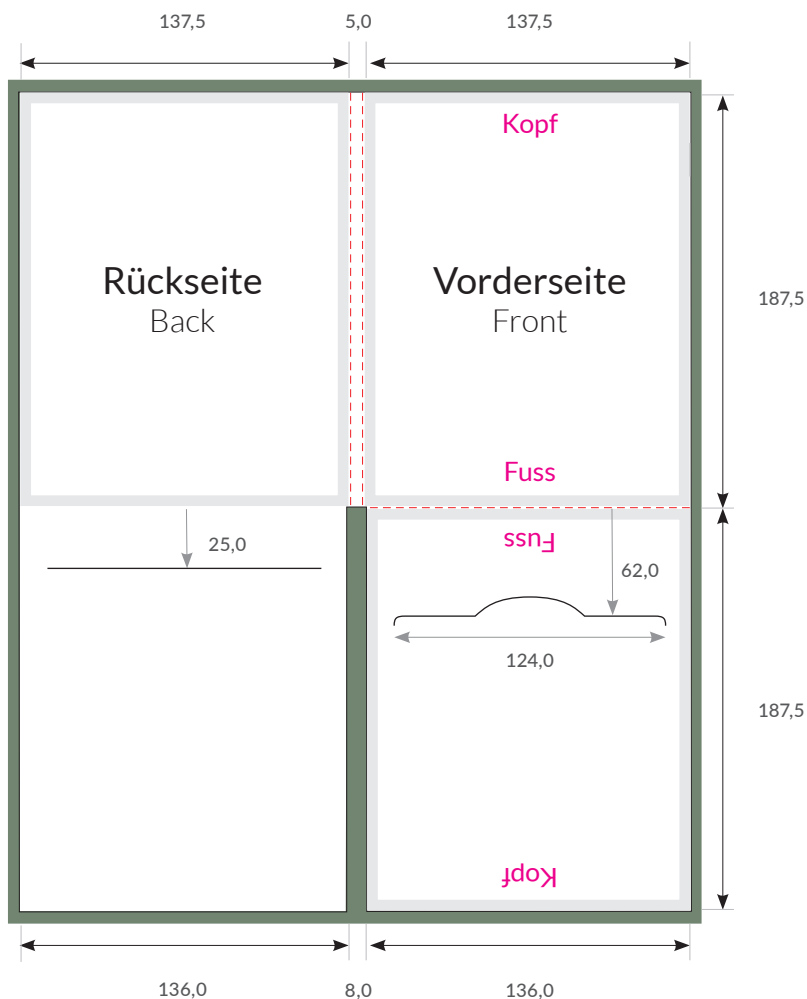 137,5
5,0
137,5
Kopf
Rückseite
Back
Vorderseite
Front
187,5
Fuss
Fuss
25,0
62,0
124,0
187,5
Kopf
136,0
8,0
136,0